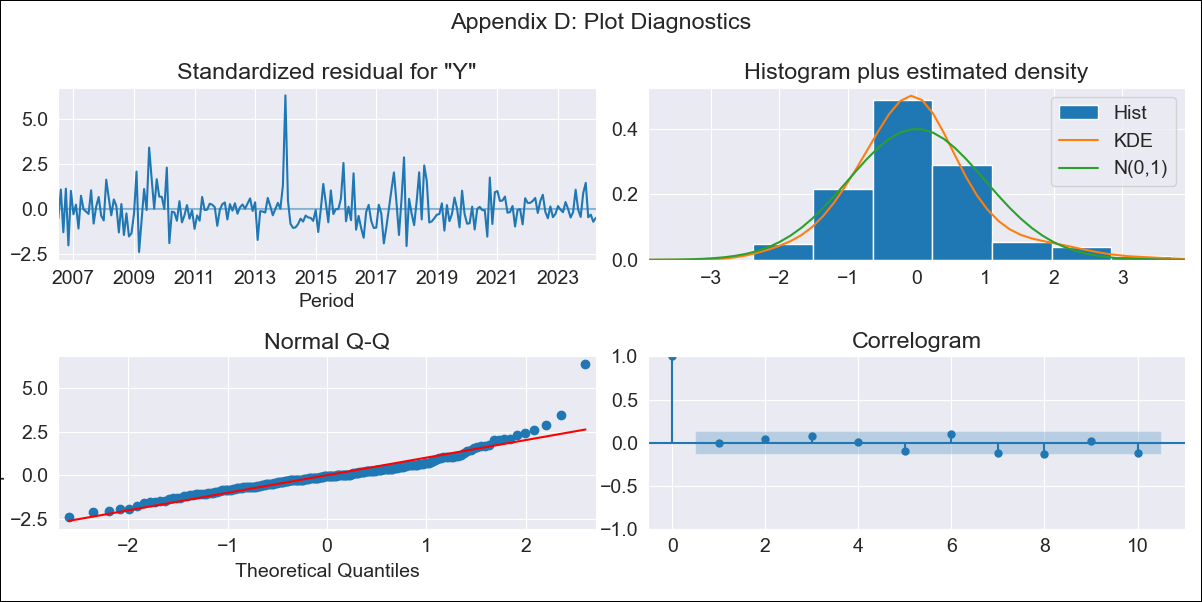 Appendix D: Plot Diagnostics
Standardized residual for "Y"
5.0
2.5
0.0
−2.5
2007 2009 2011 2013 2015 2017 2019 2021 2023
Period
Histogram plus estimated density
0.4
0.2
0.0
−3 −2 −1 0 1 2 3
Hist
KDE
N(0,1)
Normal Q-Q
5.0
2.5
0.0
−2.5
−2 −1 0 1 2
Theoretical Quantiles
Correlogram
1.0
0.5
0.0
−0.5
−1.0
0 2 4 6 8 10